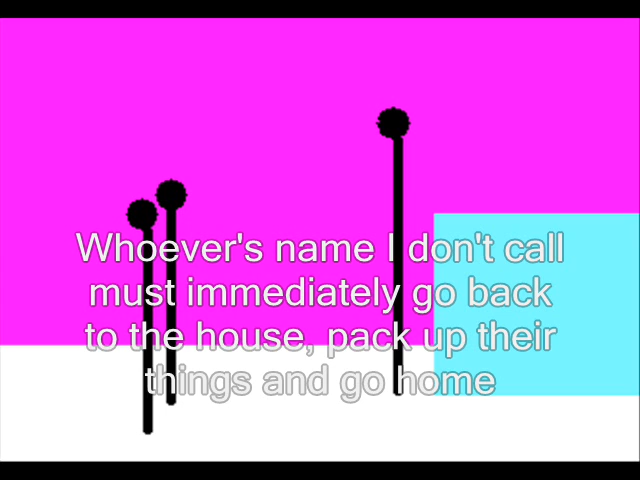 Whoever's name I don't call
must immediately go back
to the house, pack up their
things and go home